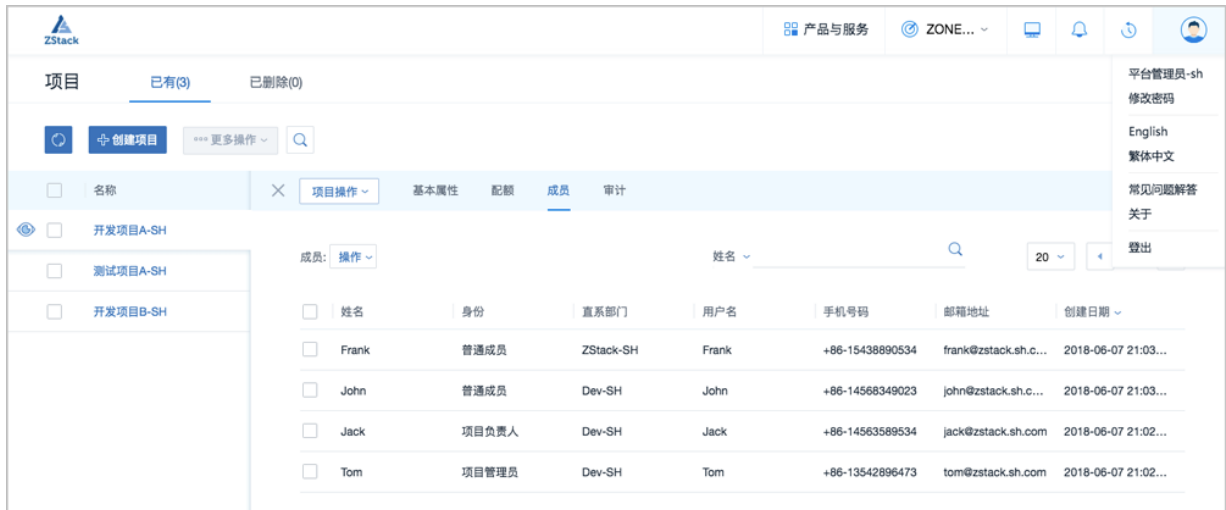 ZStack
产品与服务 ZONE...
项目 已有(3) 已删除(0)
平台管理员-sh
修改密码
English
繁体中文
常见问题解答
关于
登出
创建项目 更多操作
名称 项目操作 基本属性 配额 成员 审计
开发项目A-SH
测试项目A-SH
开发项目B-SH
成员: 操作 姓名 20
姓名 身份 直系部门 用户名 手机号码 邮箱地址 创建日期
Frank 普通成员 ZStack-SH Frank +86-15438890534 frank@zstack.sh.c... 2018-06-07 21:03...
John 普通成员 Dev-SH John +86-14568349023 john@zstack.sh.c... 2018-06-07 21:03...
Jack 项目负责人 Dev-SH Jack +86-14563589534 jack@zstack.sh.com 2018-06-07 21:02...
Tom 项目管理员 Dev-SH Tom +86-13542896473 tom@zstack.sh.com 2018-06-07 21:02...